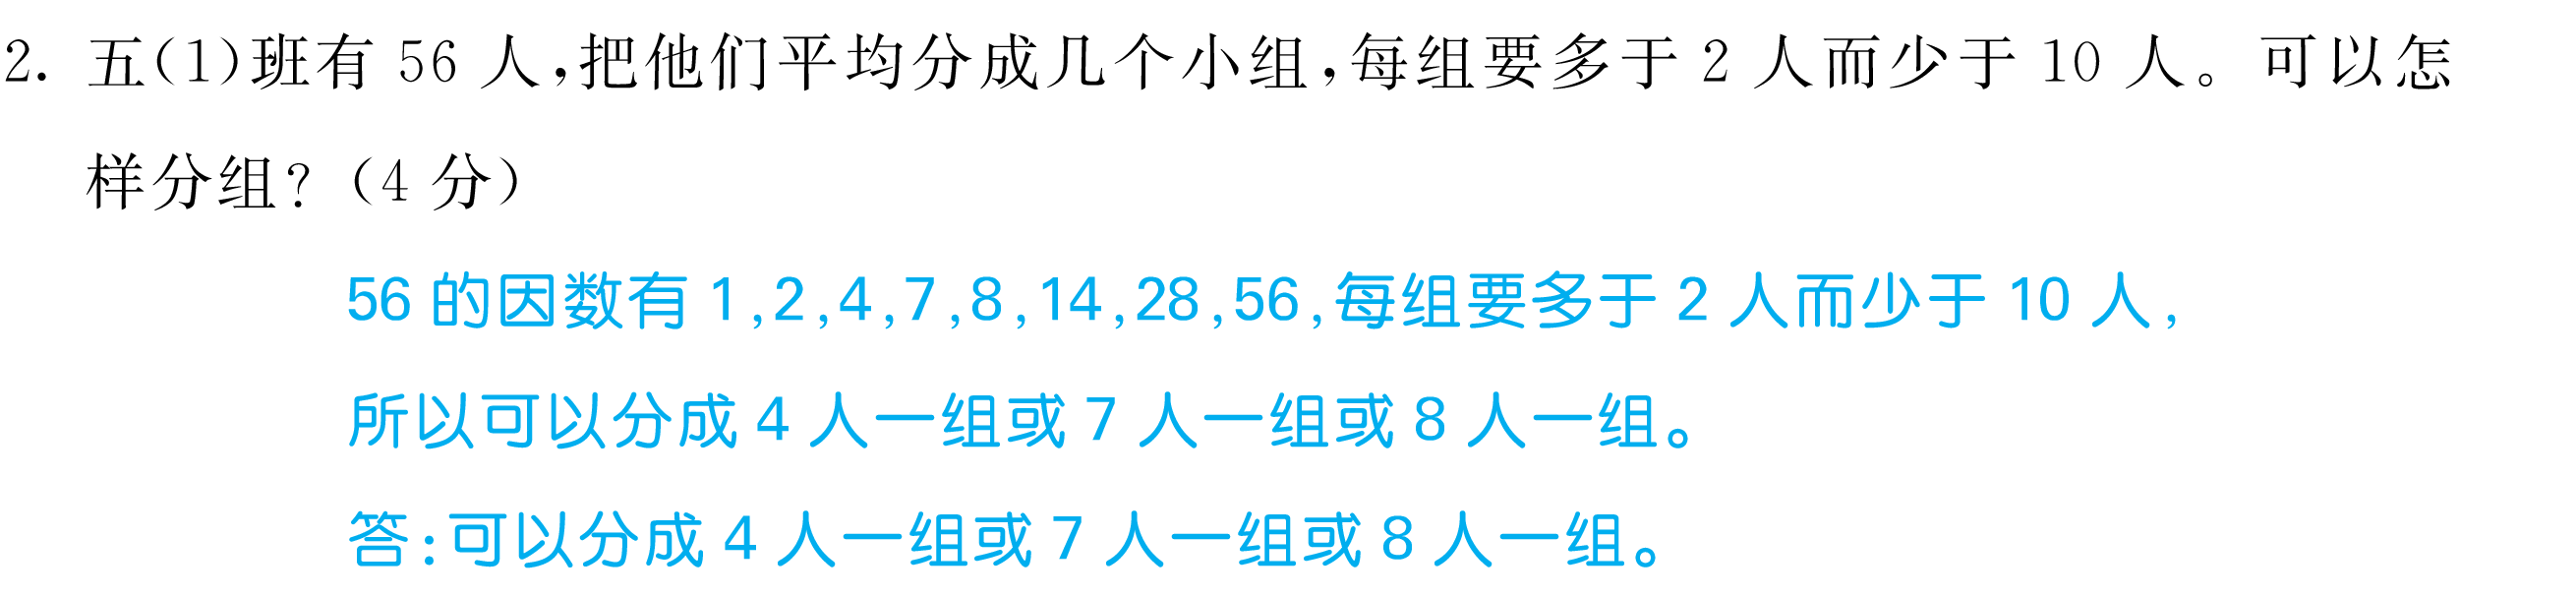 2. 五(1)班有 56 人,把他们平均分成几个小组,每组要多于 2 人而少于 10 人。可以怎
样分组?(4 分)
56 的因数有 1,2,4,7,8,14,28,56,每组要多于 2 人而少于 10 人,
所以可以分成 4 人一组或 7 人一组或 8 人一组。
答:可以分成 4 人一组或 7 人一组或 8 人一组。